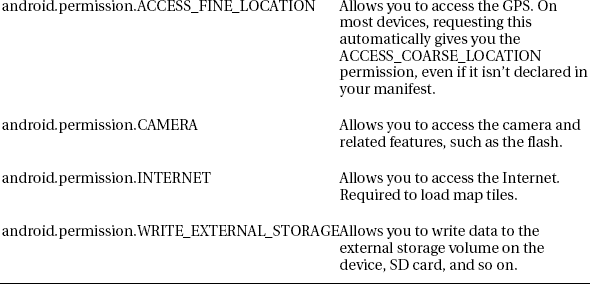 android.permission.ACCESS_FINE_LOCATION Allows you to access the GPS. On
most devices, requesting this
automatically gives you the
ACCESS_COARSE_LOCATION
permission, even if it isn’t declared in
your manifest.
android.permission.CAMERA Allows you to access the camera and
related features, such as the flash.
android.permission.INTERNET Allows you to access the Internet.
Required to load map tiles.
android.permission.WRITE_EXTERNAL_STORAGE Allows you to write data to the
external storage volume on the
device, SD card, and so on.